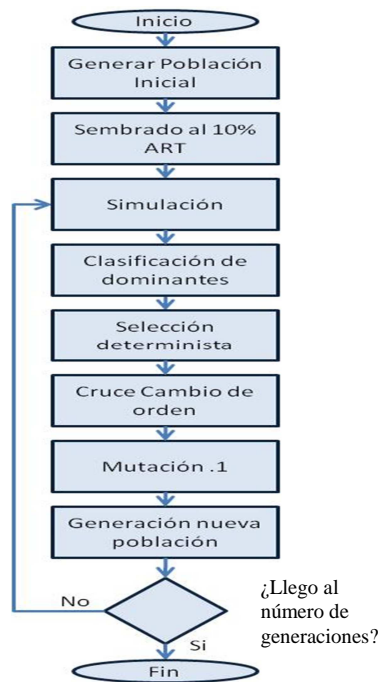 Inicio
Generar Población
Inicial
Sembrado al 10%
ART
Simulación
Clasificación de
dominantes
Selección
determinista
Cruce Cambio de
orden
Mutación .1
Generación nueva
población
¿Llego al
número de
generaciones?
No
Si
Fin